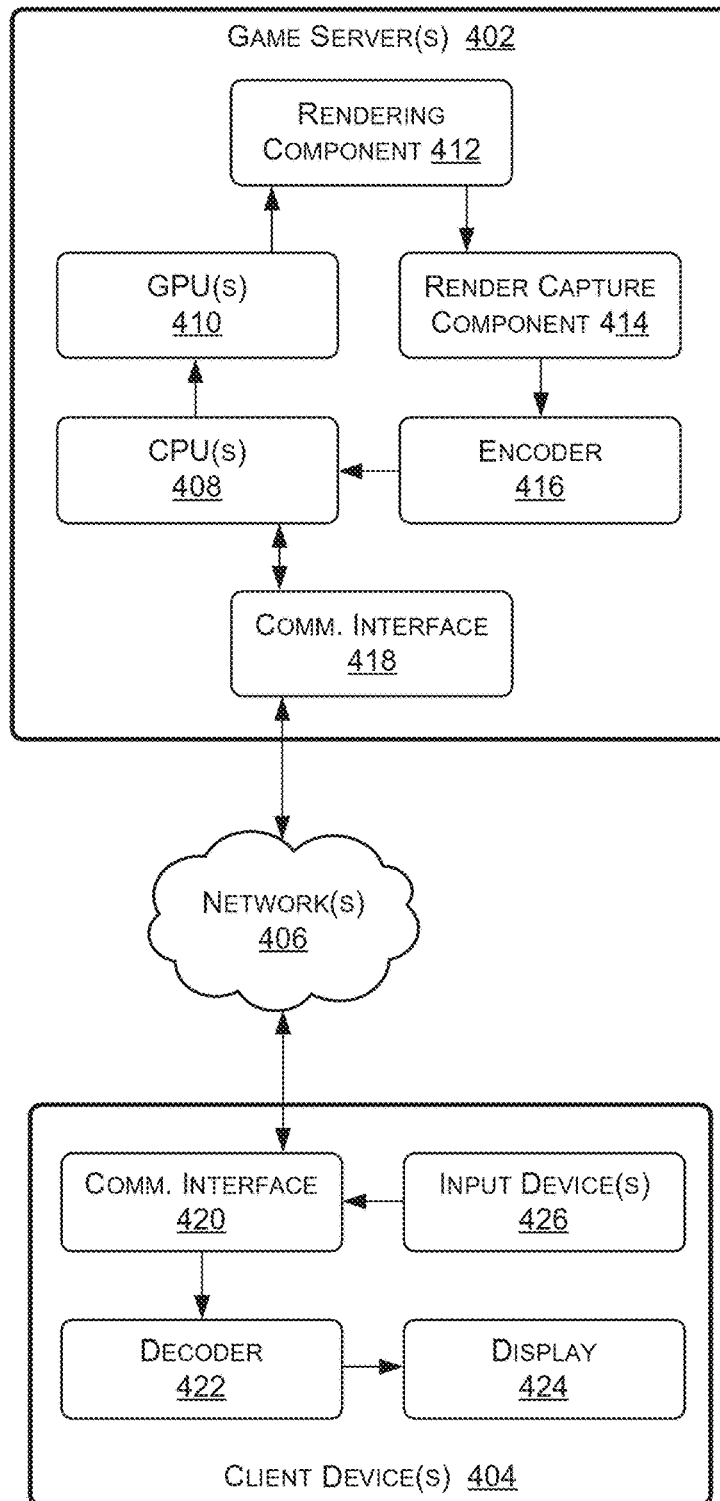 GAME SERVER(S) 402
RENDERING
COMPONENT 412
GPU(S)
410
RENDER CAPTURE
COMPONENT 414
CPU(S)
408
ENCODER
416
COMM. INTERFACE
418
NETWORK(S)
406
COMM. INTERFACE
420
INPUT DEVICE(S)
426
DECODER
422
DISPLAY
424
CLIENT DEVICE(S) 404